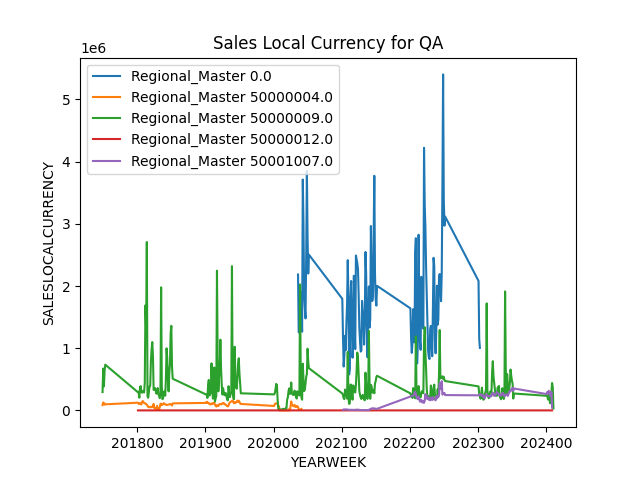 Sales Local Currency for QA
1e6
Regional_Master 0.0
Regional_Master 50000004.0
Regional_Master 50000009.0
Regional_Master 50000012.0
Regional_Master 50001007.0
SALESLOCALCURRENCY
5
4
3
2
1
0
201800 201900 202000 202100 202200 202300 202400
YEARWEEK